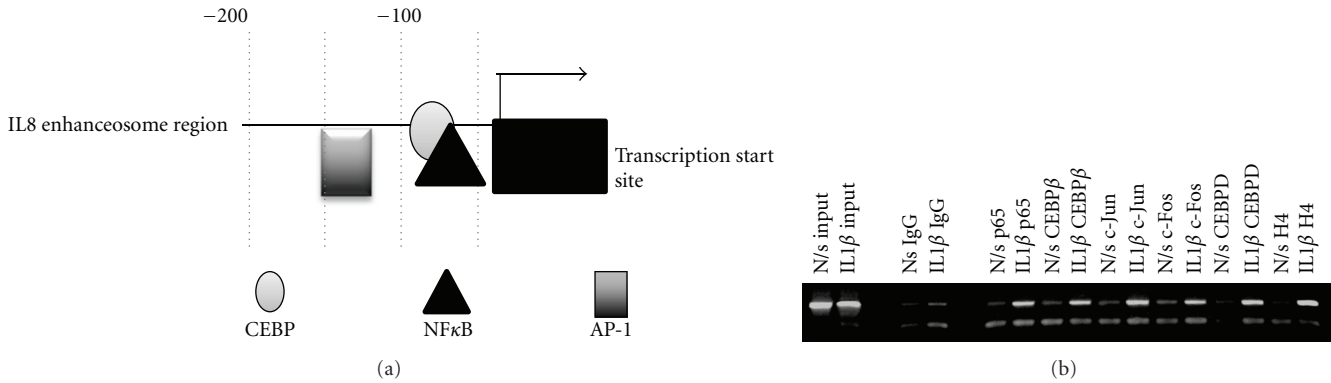 −200
−100
IL8 enhanceosome region
Transcription start
site
CEBP
NFκB
AP-1
(a)
N/s input
IL1β input
Ns IgG
IL1β IgG
N/s p65
IL1β p65
N/s CEBPβ
IL1β CEBPβ
N/s c-Jun
IL1β c-Jun
N/s c-Fos
IL1β c-Fos
N/s CEBPD
IL1β CEBPD
N/s H4
IL1β H4
(b)